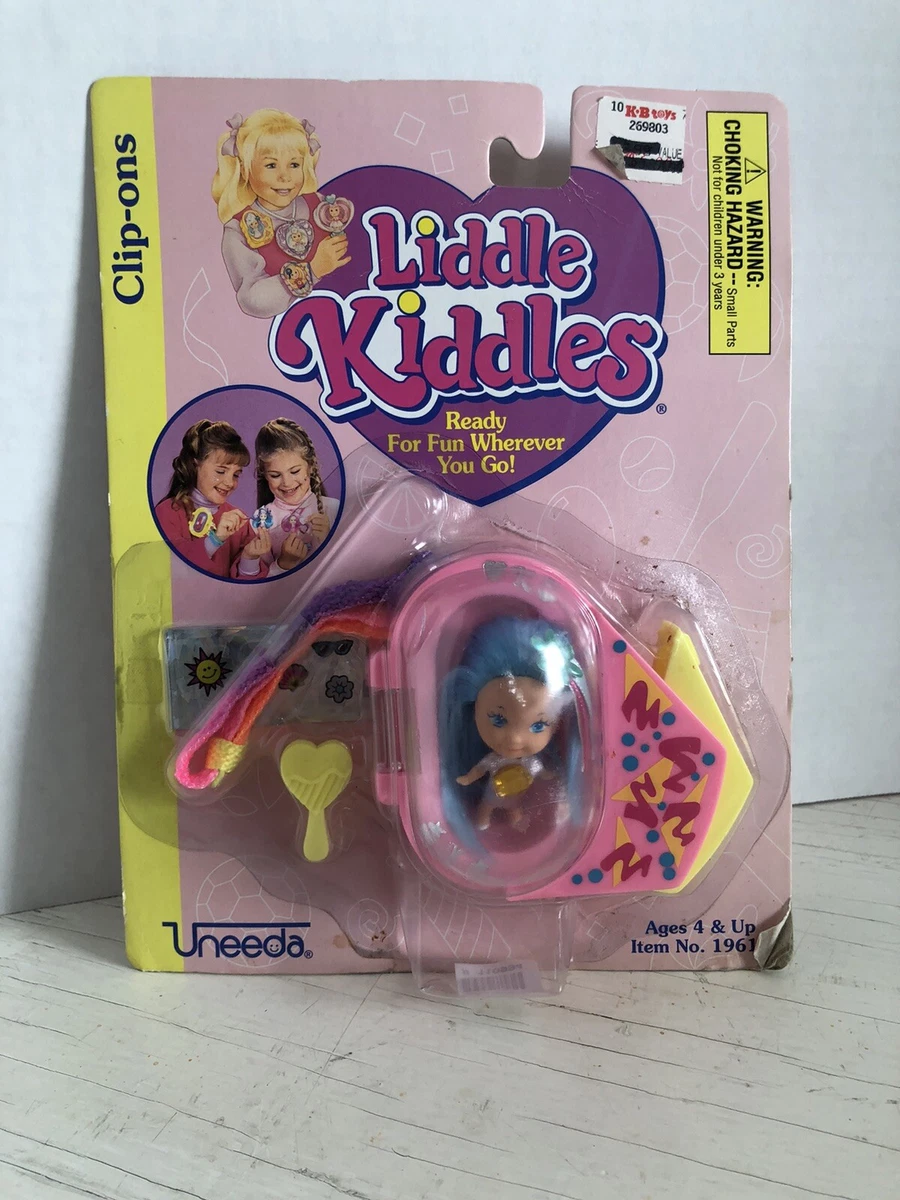 Clip-ons
10 K·B toys
269803
VALUE
WARNING:
CHOKING HAZARD-- Small Parts
Not for children under 3 years
Liddle
Kiddles
®
Ready
For Fun Wherever
You Go!
Uneeda®
Ages 4 & Up
Item No. 1961